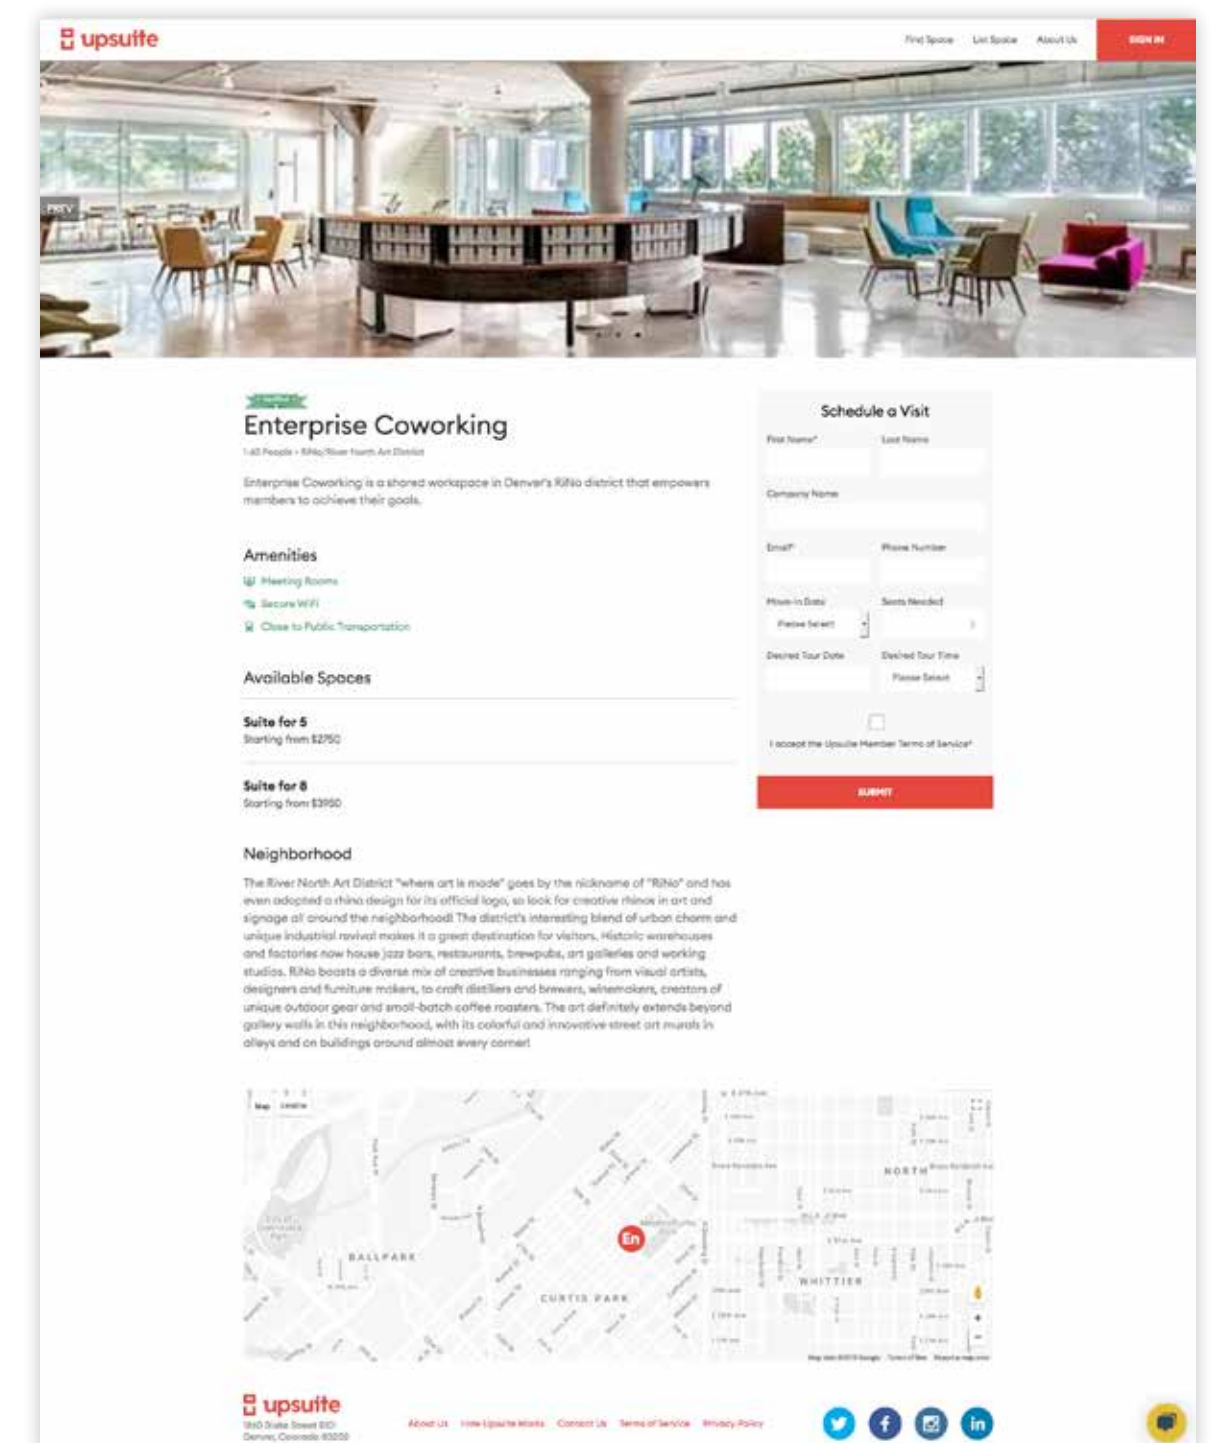 upsuite
Find Space List Space About Us SIGN IN
PREV
Enterprise Coworking
1-60 People • RiNo/River North Art District
Enterprise Coworking is a shared workspace in Denver's RiNo district that empowers
members to achieve their goals.
Amenities
Meeting Rooms
Secure WiFi
Close to Public Transportation
Available Spaces
Suite for 5
Starting from $2750
Suite for 8
Starting from $3950
Schedule a Visit
First Name* Last Name
Company Name
Email* Phone Number
Move-in Date Seats Needed
Please Select
Desired Tour Date Desired Tour Time
Please Select
I accept the Upsuite Member Terms of Service*
SUBMIT
Neighborhood
The River North Art District "where art is made" goes by the nickname of "RiNo" and has
even adopted a rhino design for its official logo, so look for creative rhinos in art and
signage all around the neighborhood! The district's interesting blend of urban charm and
unique industrial revival makes it a great destination for visitors. Historic warehouses
and factories now house jazz bars, restaurants, brewpubs, art galleries and working
studios. RiNo boasts a diverse mix of creative businesses ranging from visual artists,
designers and furniture makers, to craft distillers and brewers, winemakers, creators of
unique outdoor gear and small-batch coffee roasters. The art definitely extends beyond
gallery walls in this neighborhood, with its colorful and innovative street art murals in
alleys and on buildings around almost every corner!
Map Satellite
NORTH
En
BALLPARK
WHITTIER
CURTIS PARK
upsuite
Denver, Colorado
About Us How Upsuite Works Contact Us Terms of Service Privacy Policy
f in